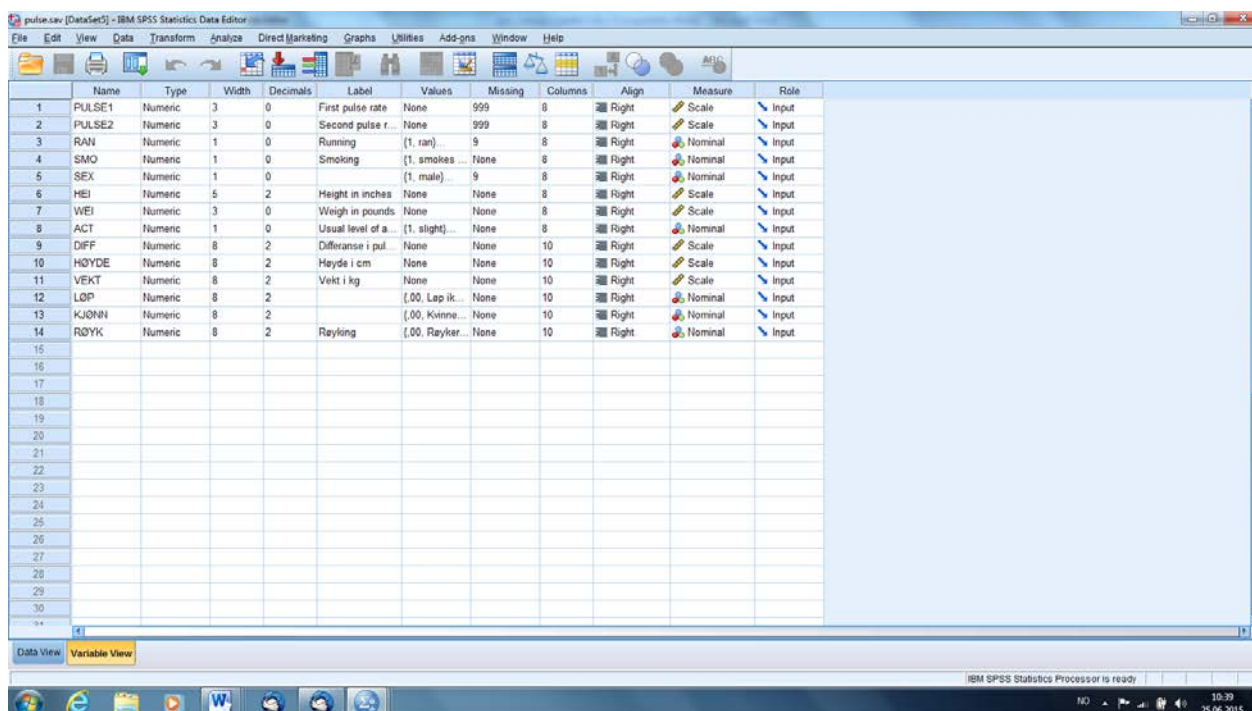 pulse.sav [DataSet5] - IBM SPSS Statistics Data Editor
File Edit View Data Transform Analyze Direct Marketing Graphs Utilities Add-ons Window Help
Name Type Width Decimals Label Values Missing Columns Align Measure Role
1 PULSE1 Numeric 3 0 First pulse rate None 999 8 Right Scale Input
2 PULSE2 Numeric 3 0 Second pulse r... None 999 8 Right Scale Input
3 RAN Numeric 1 0 Running {1, ran}... 9 8 Right Nominal Input
4 SMO Numeric 1 0 Smoking {1, smokes ... None 8 Right Nominal Input
5 SEX Numeric 1 0 {1, male}... 9 8 Right Nominal Input
6 HEI Numeric 5 2 Height in inches None None 8 Right Scale Input
7 WEI Numeric 3 0 Weigh in pounds None None 8 Right Scale Input
8 ACT Numeric 1 0 Usual level of a... {1, slight}... None 8 Right Nominal Input
9 DIFF Numeric 8 2 Differanse i pul... None None 10 Right Scale Input
10 HØYDE Numeric 8 2 Høyde i cm None None 10 Right Scale Input
11 VEKT Numeric 8 2 Vekt i kg None None 10 Right Scale Input
12 LØP Numeric 8 2 {,00, Løp ik... None 10 Right Nominal Input
13 KJØNN Numeric 8 2 {,00, Kvinne... None 10 Right Nominal Input
14 RØYK Numeric 8 2 Røyking {,00, Røyker... None 10 Right Nominal Input
15
16
17
18
19
20
21
22
23
24
25
26
27
28
29
30
Data View Variable View
IBM SPSS Statistics Processor is ready
NO 10:39
25.06.2015